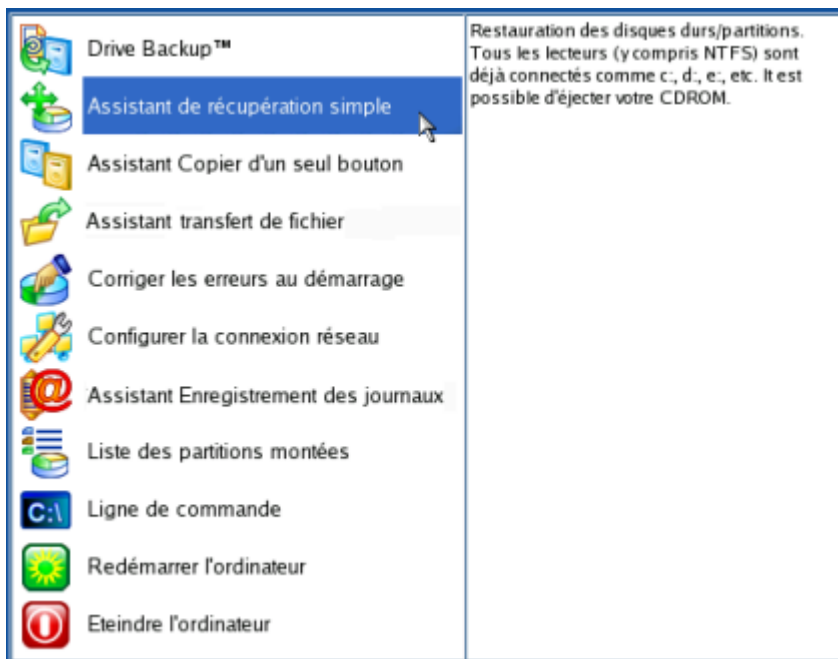 Drive Backup™
Assistant de récupération simple
Assistant Copier d'un seul bouton
Assistant transfert de fichier
Corriger les erreurs au démarrage
Configurer la connexion réseau
Assistant Enregistrement des journaux
Liste des partitions montées
C:\
Ligne de commande
Redémarrer l'ordinateur
Eteindre l'ordinateur
Restauration des disques durs/partitions.
Tous les lecteurs (y compris NTFS) sont
déjà connectés comme c:, d:, e:, etc. It est
possible d'éjecter votre CDROM.